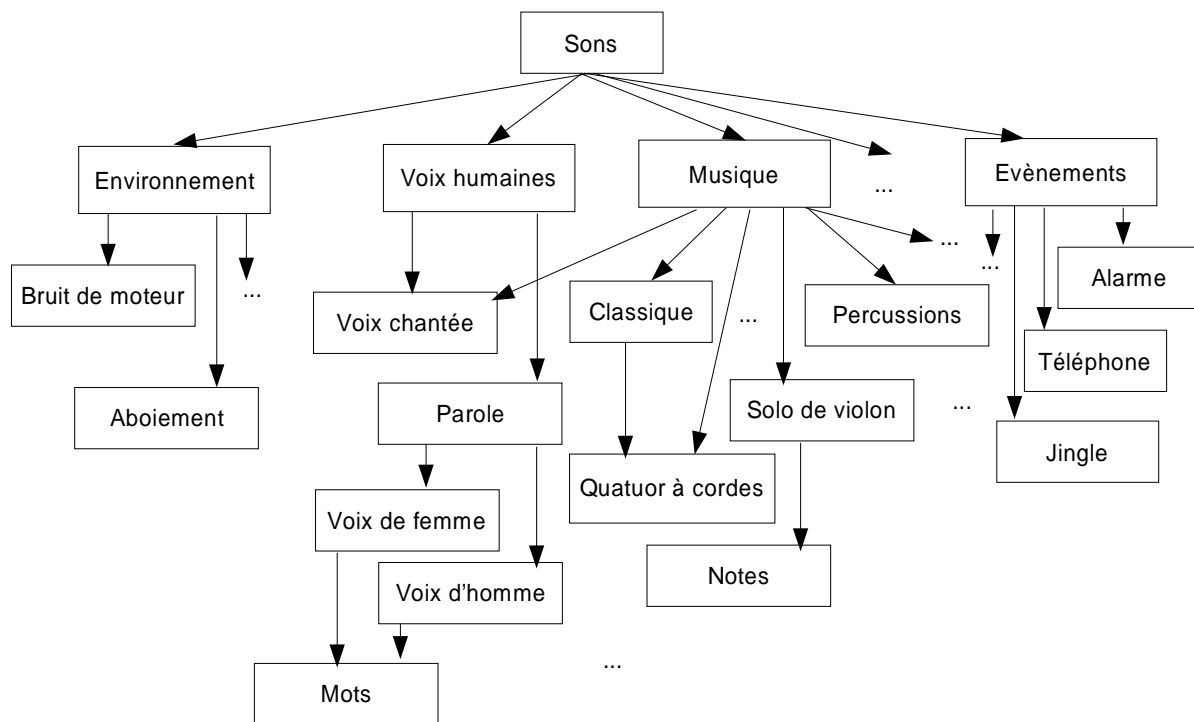 Sons
Environnement
Voix humaines
Musique
...
Evènements
Bruit de moteur
...
Voix chantée
Classique
...
Percussions
...
...
Alarme
Aboiement
Parole
Solo de violon
...
Téléphone
Jingle
Voix de femme
Quatuor à cordes
Voix d'homme
Notes
Mots
...